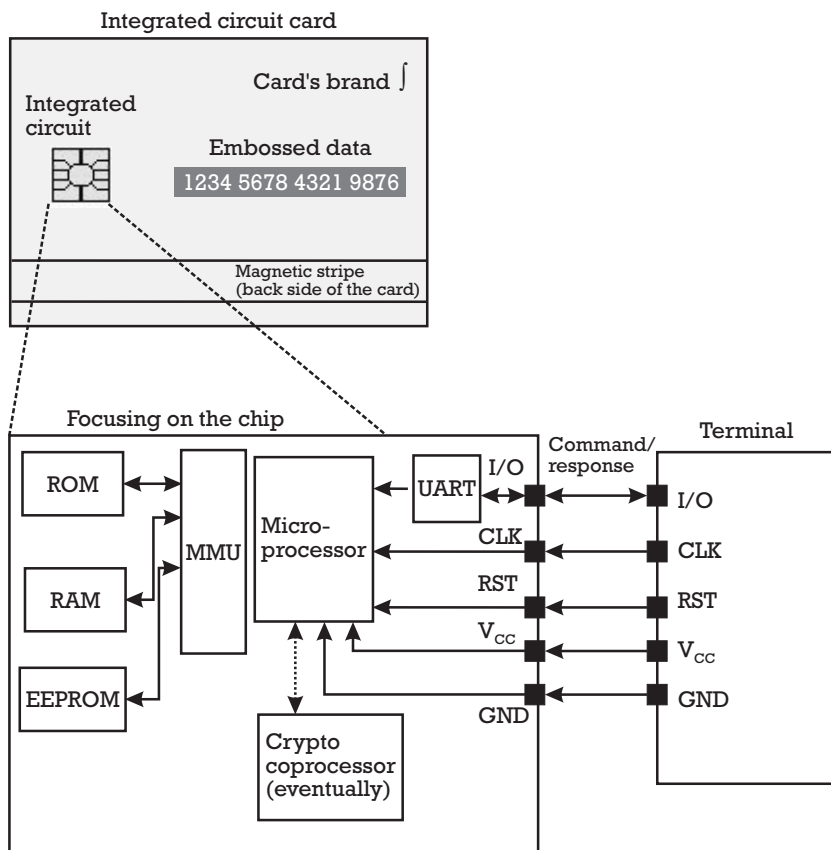 Integrated circuit card
Card's brand ∫
Integrated
circuit
Embossed data
1234 5678 4321 9876
Magnetic stripe
(back side of the card)
Focusing on the chip
Terminal
Command/
response
ROM
RAM
EEPROM
MMU
Micro-
processor
UART
I/O
CLK
RST
VCC
GND
Crypto
coprocessor
(eventually)
I/O
CLK
RST
VCC
GND